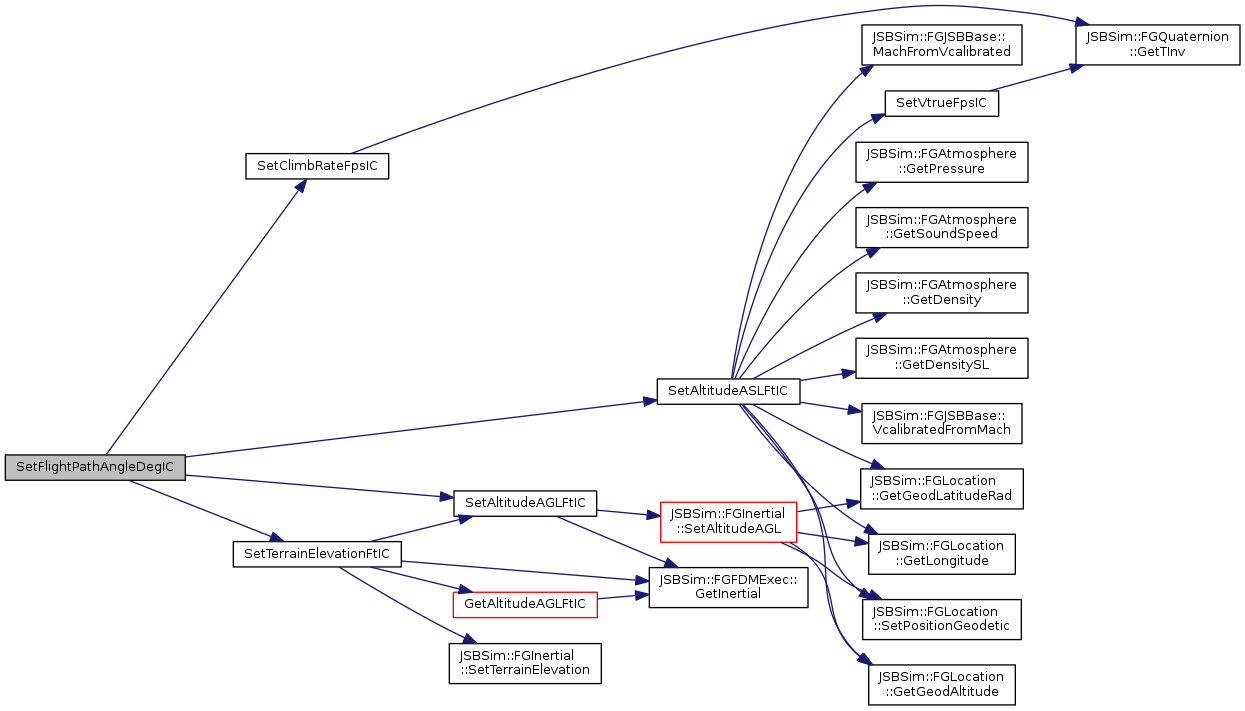 JSBSim::FGJSBBase::
MachFromVcalibrated
JSBSim::FGQuaternion
::GetTInv
SetVtrueFpsIC
SetClimbRateFpsIC
JSBSim::FGAtmosphere
::GetPressure
JSBSim::FGAtmosphere
::GetSoundSpeed
JSBSim::FGAtmosphere
::GetDensity
JSBSim::FGAtmosphere
::GetDensitySL
SetAltitudeASLFtIC
JSBSim::FGJSBBase::
VcalibratedFromMach
SetFlightPathAngleDegIC
JSBSim::FGLocation
::GetGeodLatitudeRad
SetAltitudeAGLFtIC
JSBSim::FGInertial
::SetAltitudeAGL
SetTerrainElevationFtIC
JSBSim::FGLocation
::GetLongitude
JSBSim::FGFDMExec::
GetInertial
GetAltitudeAGLFtIC
JSBSim::FGLocation
::SetPositionGeodetic
JSBSim::FGInertial
::SetTerrainElevation
JSBSim::FGLocation
::GetGeodAltitude